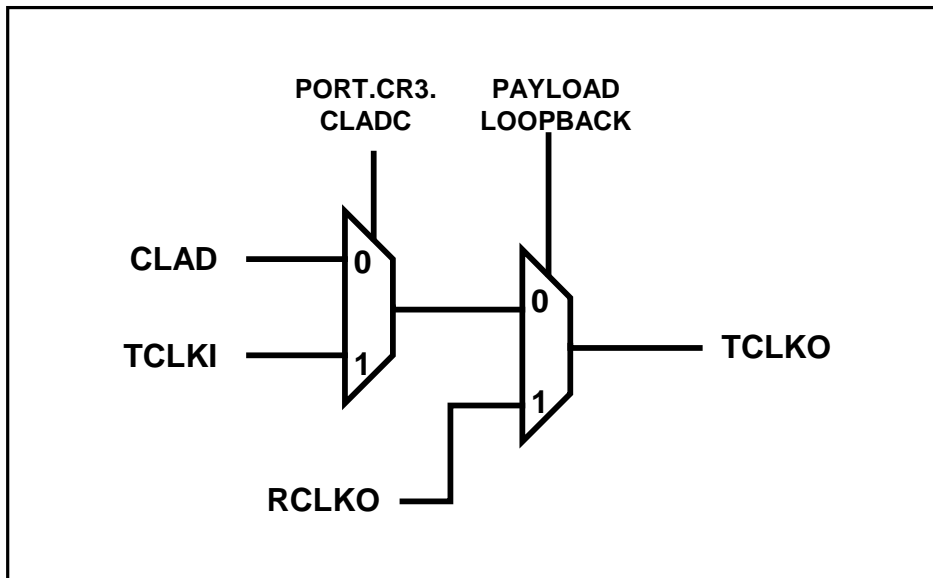 PORT.CR3.
CLADC
PAYLOAD
LOOPBACK
CLAD
0
TCLKI
1
0
1
TCLKO
RCLKO